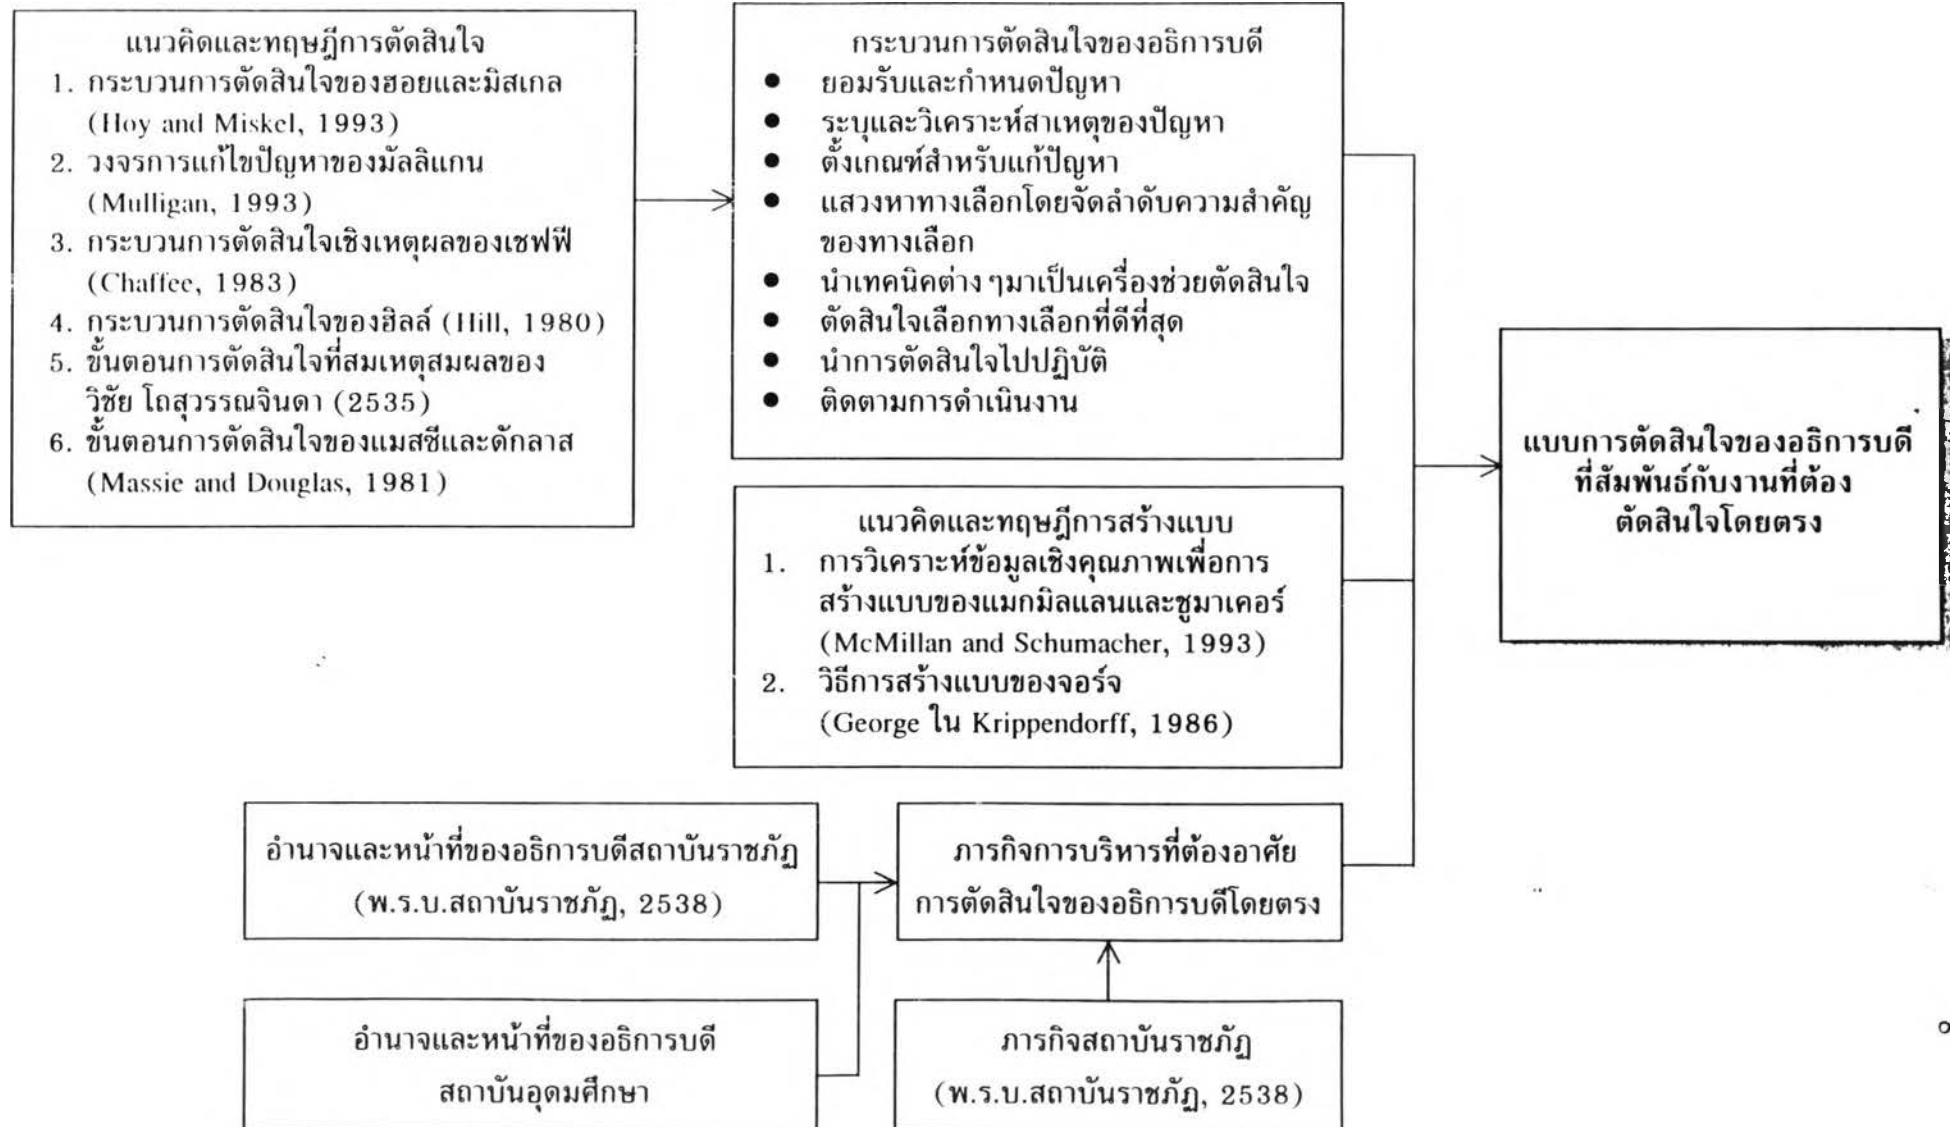 แนวคิดและทฤษฎีการตัดสินใจ
1. กระบวนการตัดสินใจของฮอยและมิสเกล
(Hoy and Miskel, 1993)
2. วงจรการแก้ไขปัญหาของมัลลิแกน
(Mulligan, 1993)
3. กระบวนการตัดสินใจเชิงเหตุผลของเชฟฟี
(Chaffee, 1983)
4. กระบวนการตัดสินใจของฮิลล์ (Hill, 1980)
5. ขั้นตอนการตัดสินใจที่สมเหตุสมผลของ
วิชัย โถสุวรรณจินดา (2535)
6. ขั้นตอนการตัดสินใจของแมสซีและดักลาส
(Massie and Douglas, 1981)
กระบวนการตัดสินใจของอธิการบดี
● ยอมรับและกำหนดปัญหา
● ระบุและวิเคราะห์สาเหตุของปัญหา
● ตั้งเกณฑ์สำหรับแก้ปัญหา
● แสวงหาทางเลือกโดยจัดลำดับความสำคัญ
ของทางเลือก
● นำเทคนิคต่าง ๆมาเป็นเครื่องช่วยตัดสินใจ
● ตัดสินใจเลือกทางเลือกที่ดีที่สุด
● นำการตัดสินใจไปปฏิบัติ
● ติดตามการดำเนินงาน
แนวคิดและทฤษฎีการสร้างแบบ
1. การวิเคราะห์ข้อมูลเชิงคุณภาพเพื่อการ
สร้างแบบของแมกมิลแลนและชูมาเคอร์
(McMillan and Schumacher, 1993)
2. วิธีการสร้างแบบของจอร์จ
(George ใน Krippendorff, 1986)
แบบการตัดสินใจของอธิการบดี
ที่สัมพันธ์กับงานที่ต้อง
ตัดสินใจโดยตรง
อำนาจและหน้าที่ของอธิการบดีสถาบันราชภัฏ
(พ.ร.บ.สถาบันราชภัฏ, 2538)
ภารกิจการบริหารที่ต้องอาศัย
การตัดสินใจของอธิการบดีโดยตรง
อำนาจและหน้าที่ของอธิการบดี
สถาบันอุดมศึกษา
ภารกิจสถาบันราชภัฏ
(พ.ร.บ.สถาบันราชภัฏ, 2538)